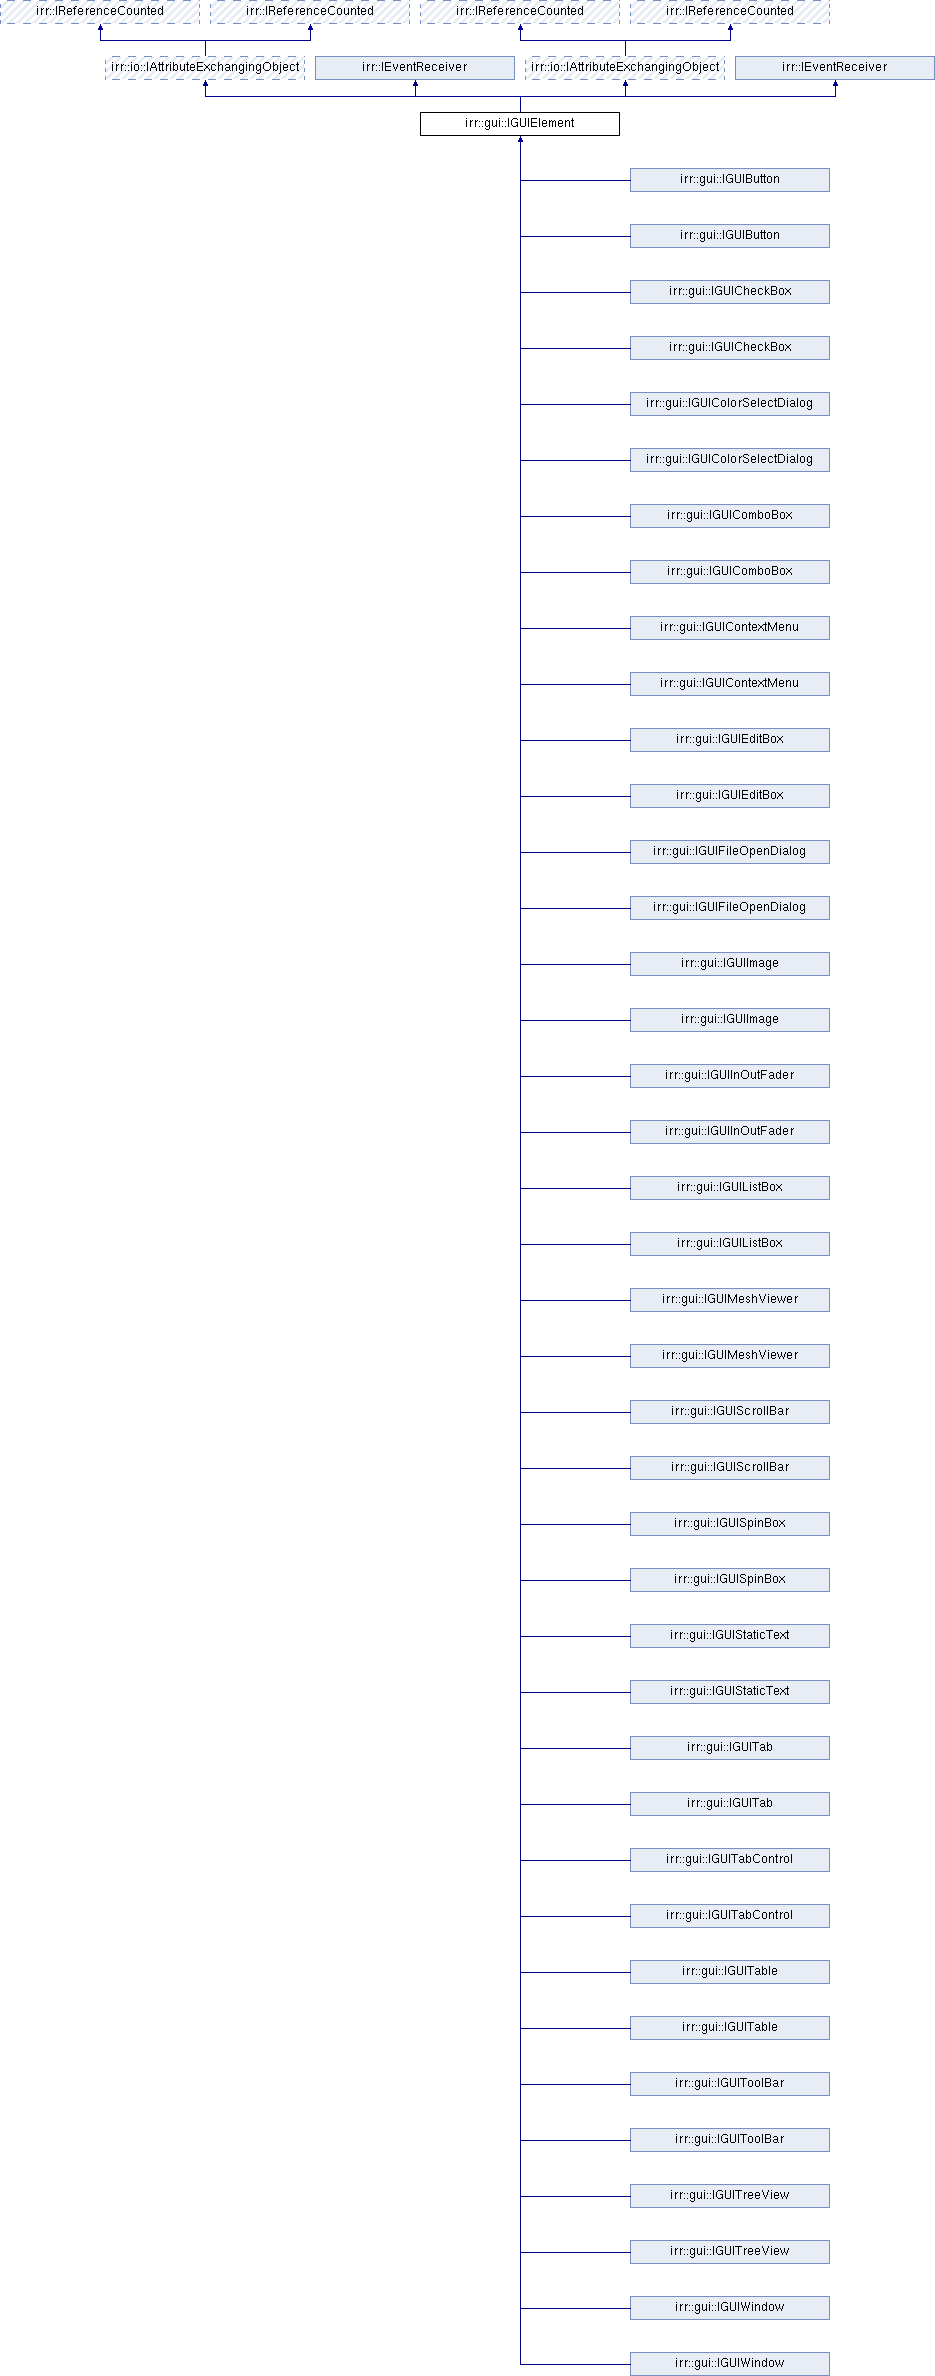 irr::IReferenceCounted irr::IReferenceCounted irr::IReferenceCounted irr::IReferenceCounted
irr::io::IAttributeExchangingObject irr::IEventReceiver irr::io::IAttributeExchangingObject irr::IEventReceiver
irr::gui::IGUIElement
irr::gui::IGUIButton
irr::gui::IGUIButton
irr::gui::IGUICheckBox
irr::gui::IGUICheckBox
irr::gui::IGUIColorSelectDialog
irr::gui::IGUIColorSelectDialog
irr::gui::IGUIComboBox
irr::gui::IGUIComboBox
irr::gui::IGUIContextMenu
irr::gui::IGUIContextMenu
irr::gui::IGUIEditBox
irr::gui::IGUIEditBox
irr::gui::IGUIFileOpenDialog
irr::gui::IGUIFileOpenDialog
irr::gui::IGUIImage
irr::gui::IGUIImage
irr::gui::IGUIInOutFader
irr::gui::IGUIInOutFader
irr::gui::IGUIListBox
irr::gui::IGUIListBox
irr::gui::IGUIMeshViewer
irr::gui::IGUIMeshViewer
irr::gui::IGUIScrollBar
irr::gui::IGUIScrollBar
irr::gui::IGUISpinBox
irr::gui::IGUISpinBox
irr::gui::IGUIStaticText
irr::gui::IGUIStaticText
irr::gui::IGUITab
irr::gui::IGUITab
irr::gui::IGUITabControl
irr::gui::IGUITabControl
irr::gui::IGUITable
irr::gui::IGUITable
irr::gui::IGUIToolBar
irr::gui::IGUIToolBar
irr::gui::IGUITreeView
irr::gui::IGUITreeView
irr::gui::IGUIWindow
irr::gui::IGUIWindow